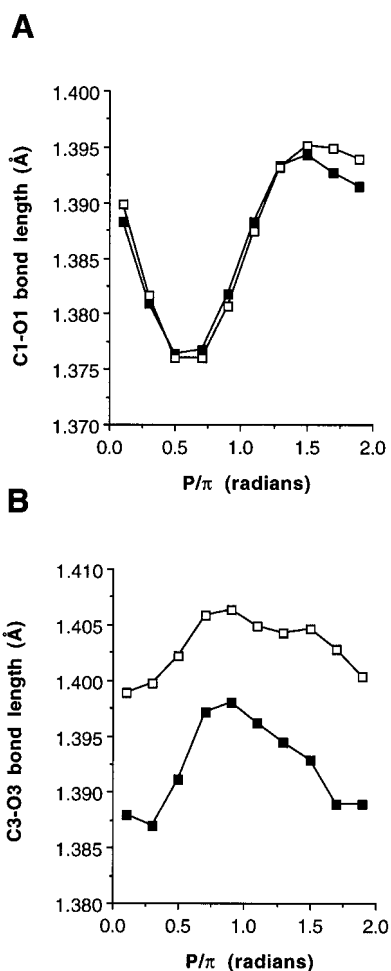 A
C1-O1 bond length (Å)
1.400
1.395
1.390
1.385
1.380
1.375
1.370
0.0 0.5 1.0 1.5 2.0
P/π (radians)
B
C3-O3 bond length (Å)
1.410
1.405
1.400
1.395
1.390
1.385
1.380
0.0 0.5 1.0 1.5 2.0
P/π (radians)